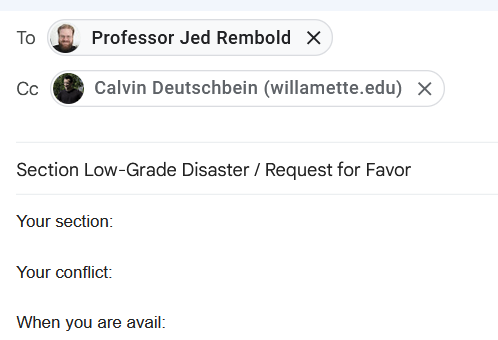 To Professor Jed Rembold
Cc Calvin Deutschbein (willamette.edu)
Section Low-Grade Disaster / Request for Favor
Your section:
Your conflict:
When you are avail: